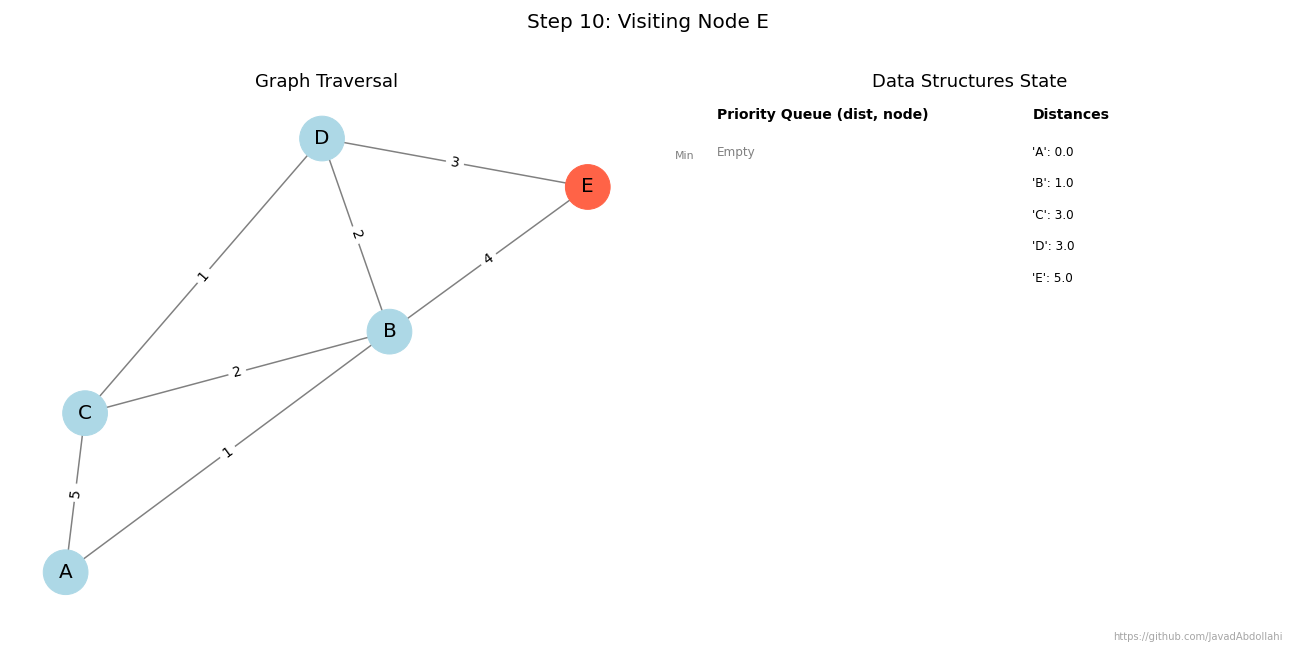 Step 10: Visiting Node E
Graph Traversal
D
3
E
2
4
1
B
2
C
1
5
A
Data Structures State
Priority Queue (dist, node)
Distances
Min
Empty
'A': 0.0
'B': 1.0
'C': 3.0
'D': 3.0
'E': 5.0
https://github.com/JavadAbdollahi